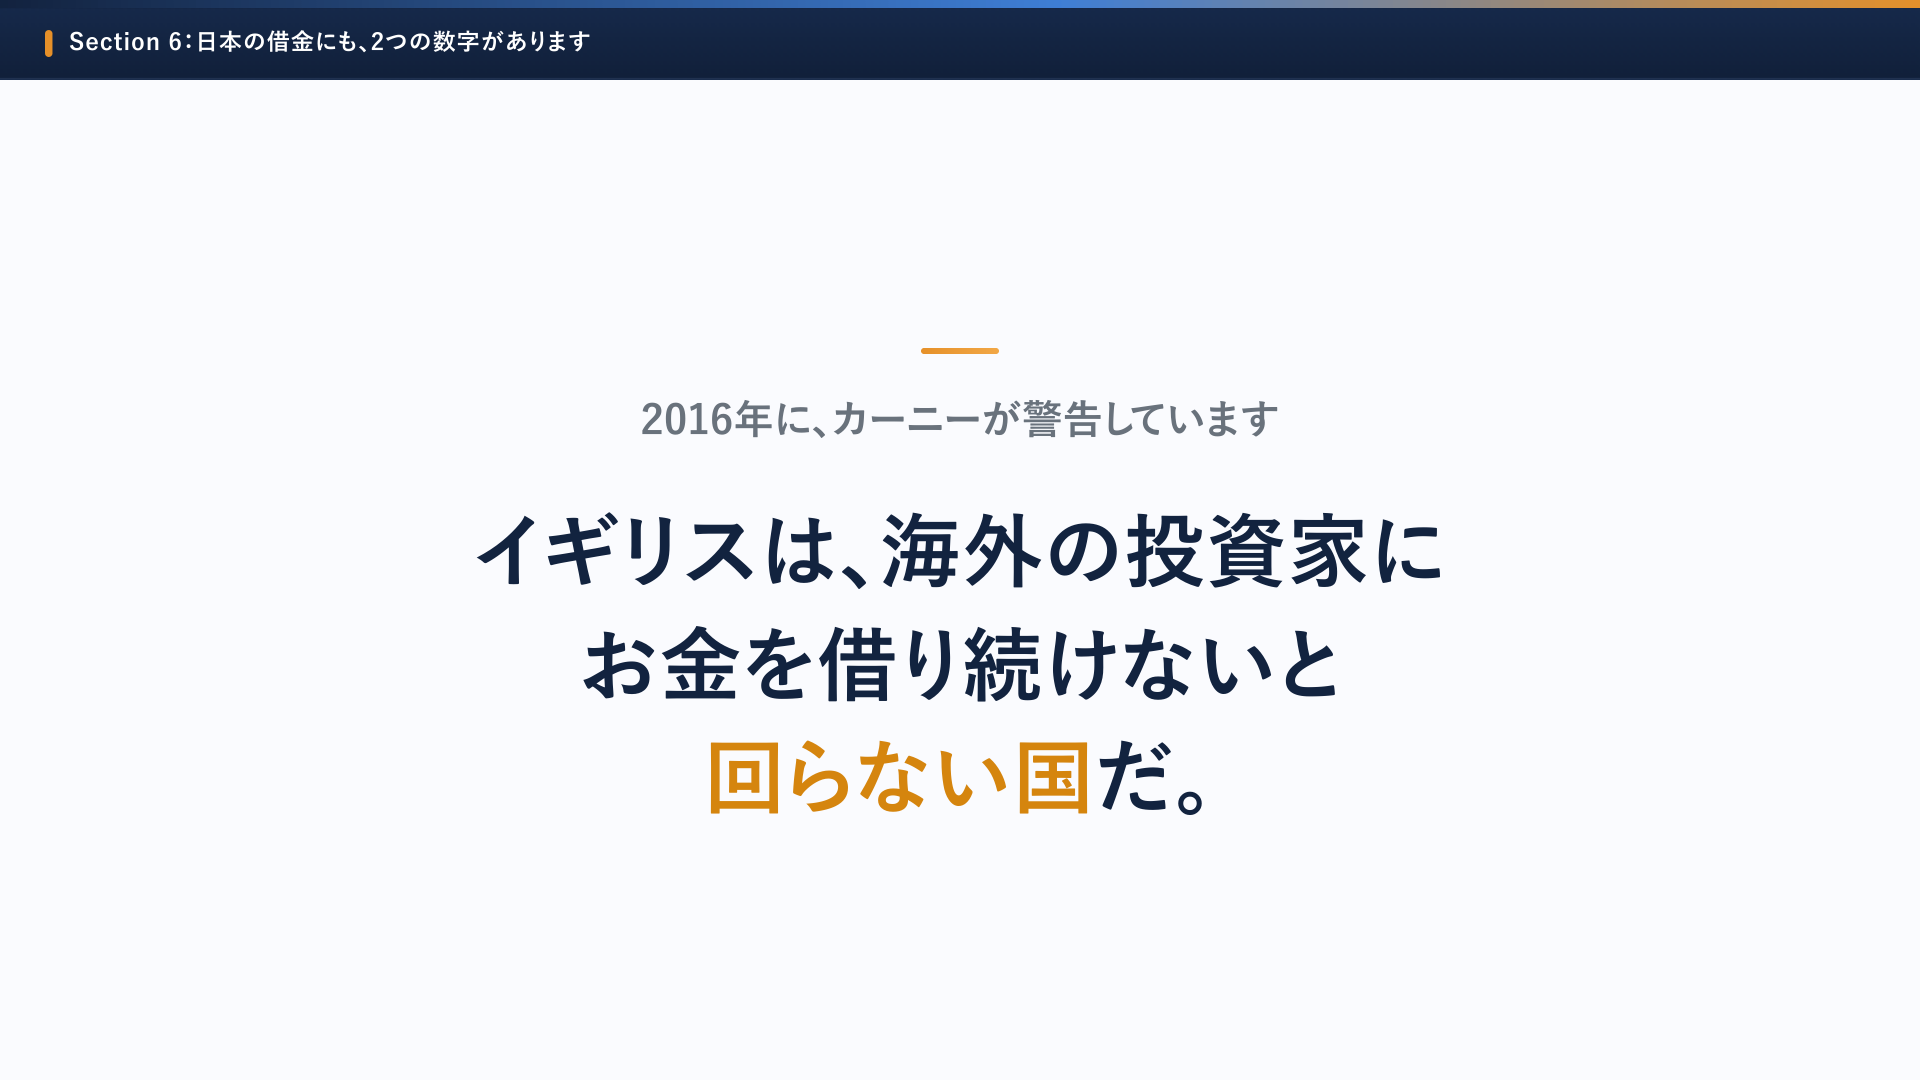 Section 6：日本の借金にも、2つの数字があります
2016年に、カーニーが警告しています
イギリスは、海外の投資家に
お金を借り続けないと
回らない国だ。